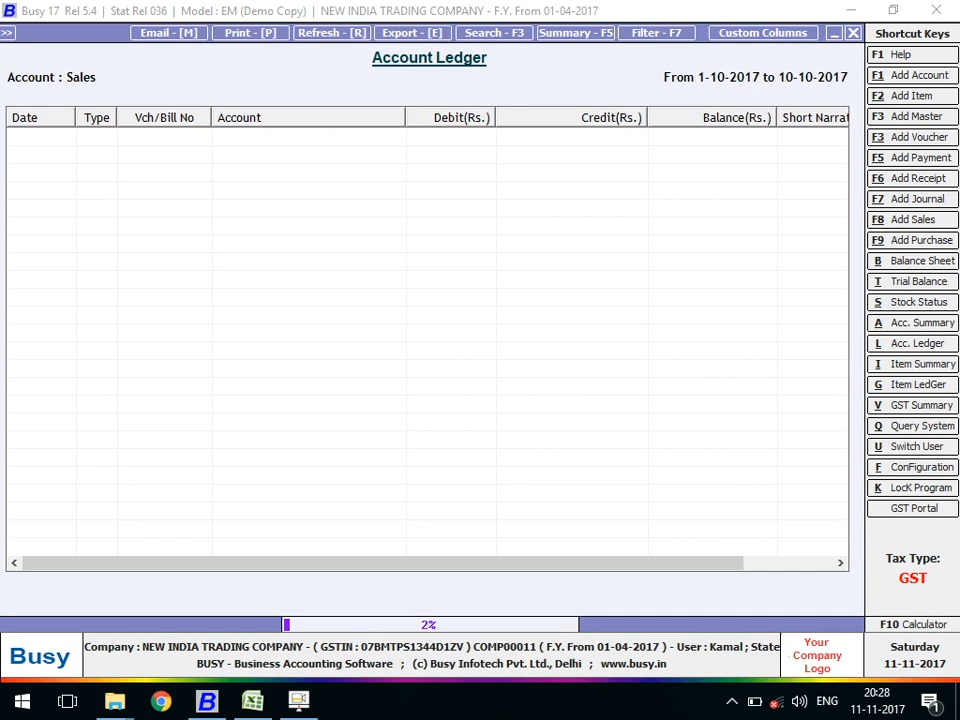 Busy 17 Rel 5.4 | Stat Rel 036 | Model : EM (Demo Copy) | NEW INDIA TRADING COMPANY - F.Y. From 01-04-2017
>> Email - [M] Print - [P] Refresh - [R] Export - [E] Search - F3 Summary - F5 Filter - F7 Custom Columns
Account Ledger
Account : Sales From 1-10-2017 to 10-10-2017
Date Type Vch/Bill No Account Debit(Rs.) Credit(Rs.) Balance(Rs.) Short Narrat
Shortcut Keys
F1 Help
F1 Add Account
F2 Add Item
F3 Add Master
F3 Add Voucher
F5 Add Payment
F6 Add Receipt
F7 Add Journal
F8 Add Sales
F9 Add Purchase
B Balance Sheet
T Trial Balance
S Stock Status
A Acc. Summary
L Acc. Ledger
I Item Summary
G Item LedGer
V GST Summary
Q Query System
U Switch User
F ConFiguration
K LocK Program
GST Portal
Tax Type:
GST
2%
F10 Calculator
Busy
Company : NEW INDIA TRADING COMPANY - ( GSTIN : 07BMTPS1344D1ZV ) COMP00011 ( F.Y. From 01-04-2017 ) - User : Kamal ; State
BUSY - Business Accounting Software ; (c) Busy Infotech Pvt. Ltd., Delhi ; www.busy.in
Your
Company
Logo
Saturday
11-11-2017
ENG
20:28
11-11-2017
1